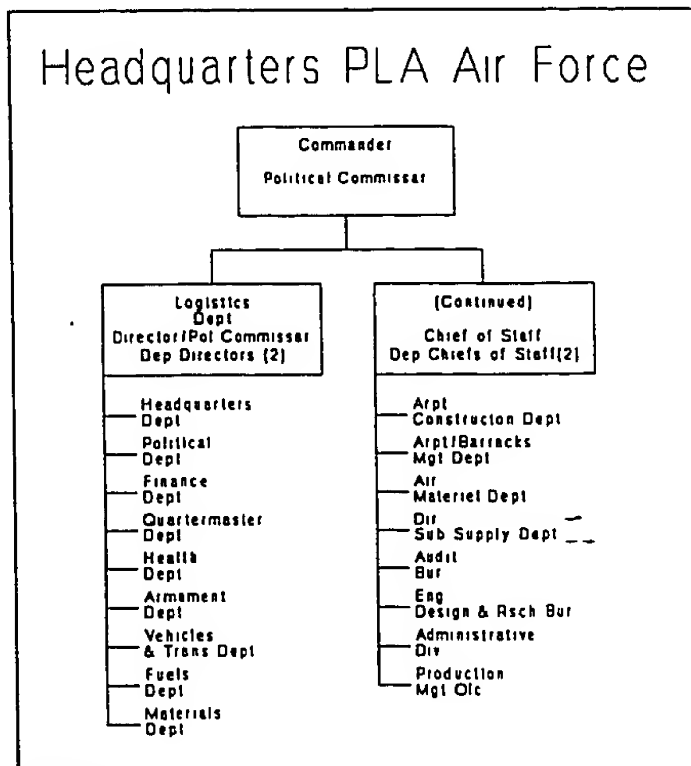 Headquarters PLA Air Force
Commander
Political Commissar
Logistics
Dept
Director/Pol Commissar
Dep Directors (2)
Headquarters
Dept
Political
Dept
Finance
Dept
Quartermaster
Dept
Health
Dept
Armament
Dept
Vehicles
& Trans Dept
Fuels
Dept
Materials
Dept
(Continued)
Chief of Staff
Dep Chiefs of Staff(2)
Arpt
Constructon Dept
Arpt/Barracks
Mgt Dept
Air
Materiel Dept
Dir
Sub Supply Dept
Audit
Bur
Eng
Design & Rsch Bur
Administrative
Div
Production
Mgt Ofc